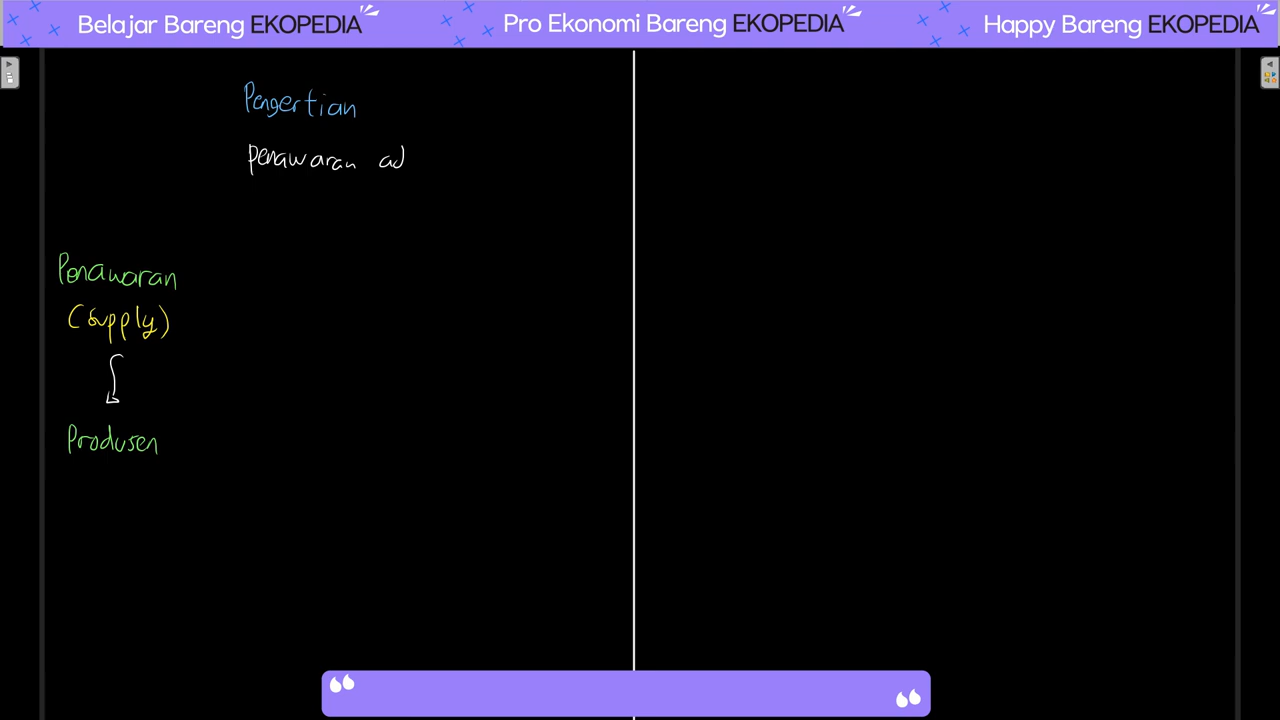 Belajar Bareng EKOPEDIA
Pro Ekonomi Bareng EKOPEDIA
Happy Bareng EKOPEDIA
Pengertian
penawaran ad
Penawaran
(Supply)
Produsen